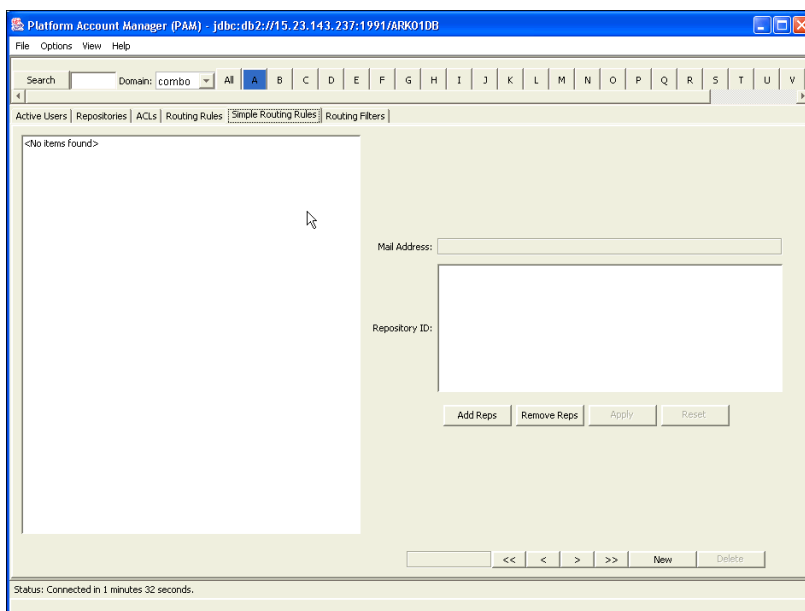 Platform Account Manager (PAM) - jdbc:db2://15.23.143.237:1991/ARK01DB
File Options View Help
Search Domain: combo All A B C D E F G H I J K L M N O P Q R S T U V
Active Users Repositories ACLs Routing Rules Simple Routing Rules Routing Filters
<No items found>
Mail Address:
Repository ID:
Add Reps Remove Reps Apply Reset
<< < > >> New Delete
Status: Connected in 1 minutes 32 seconds.